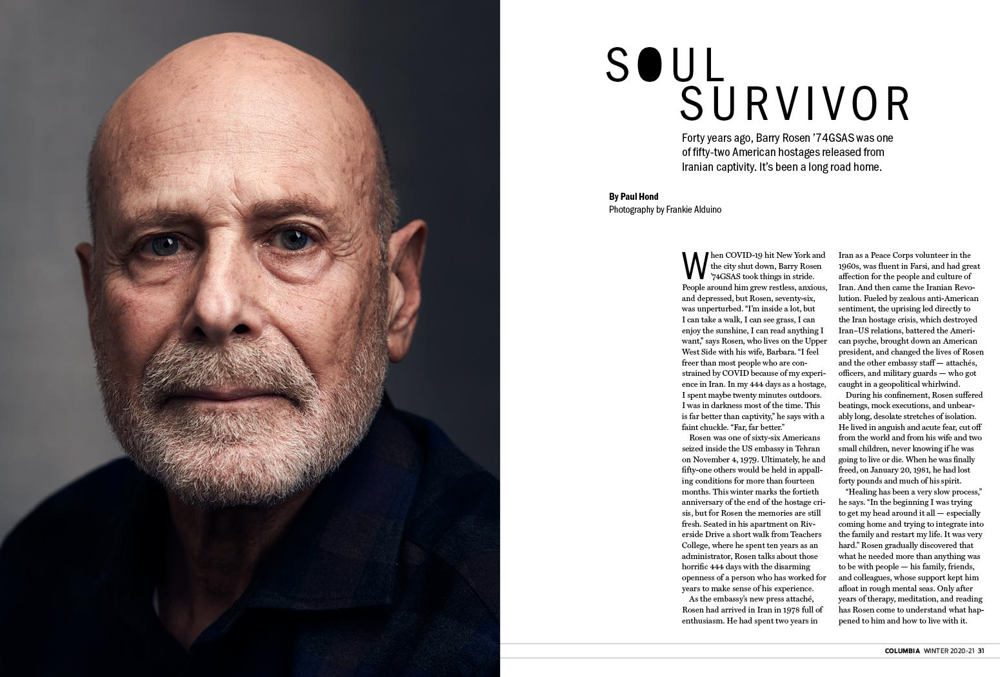 SOUL
SURVIVOR
Forty years ago, Barry Rosen ’74GSAS was one
of fifty-two American hostages released from
Iranian captivity. It’s been a long road home.
By Paul Hond
Photography by Frankie Alduino
When COVID-19 hit New York and
the city shut down, Barry Rosen
’74GSAS took things in stride.
People around him grew restless, anxious,
and depressed, but Rosen, seventy-six,
was unperturbed. “I’m inside a lot, but
I can take a walk, I can see grass, I can
enjoy the sunshine, I can read anything I
want,” says Rosen, who lives on the Upper
West Side with his wife, Barbara. “I feel
freer than most people who are con-
strained by COVID because of my experi-
ence in Iran. In my 444 days as a hostage,
I spent maybe twenty minutes outdoors.
I was in darkness most of the time. This
is far better than captivity,” he says with a
faint chuckle. “Far, far better.”
Rosen was one of sixty-six Americans
seized inside the US embassy in Tehran
on November 4, 1979. Ultimately, he and
fifty-one others would be held in appall-
ing conditions for more than fourteen
months. This winter marks the fortieth
anniversary of the end of the hostage cri-
sis, but for Rosen the memories are still
fresh. Seated in his apartment on Riv-
erside Drive a short walk from Teachers
College, where he spent ten years as an
administrator, Rosen talks about those
horrific 444 days with the disarming
openness of a person who has worked for
years to make sense of his experience.
As the embassy’s new press attaché,
Rosen had arrived in Iran in 1978 full of
enthusiasm. He had spent two years in
Iran as a Peace Corps volunteer in the
1960s, was fluent in Farsi, and had great
affection for the people and culture of
Iran. And then came the Iranian Revo-
lution. Fueled by zealous anti-American
sentiment, the uprising led directly to
the Iran hostage crisis, which destroyed
Iran–US relations, battered the Ameri-
can psyche, brought down an American
president, and changed the lives of Rosen
and the other embassy staff — attachés,
officers, and military guards — who got
caught in a geopolitical whirlwind.
During his confinement, Rosen suffered
beatings, mock executions, and unbear-
ably long, desolate stretches of isolation.
He lived in anguish and acute fear, cut off
from the world and from his wife and two
small children, never knowing if he was
going to live or die. When he was finally
freed, on January 20, 1981, he had lost
forty pounds and much of his spirit.
“Healing has been a very slow process,”
he says. “In the beginning I was trying
to get my head around it all — especially
coming home and trying to integrate into
the family and restart my life. It was very
hard.” Rosen gradually discovered that
what he needed more than anything was
to be with people — his family, friends,
and colleagues, whose support kept him
afloat in rough mental seas. Only after
years of therapy, meditation, and reading
has Rosen come to understand what hap-
pened to him and how to live with it.
COLUMBIA WINTER 2020-21 31